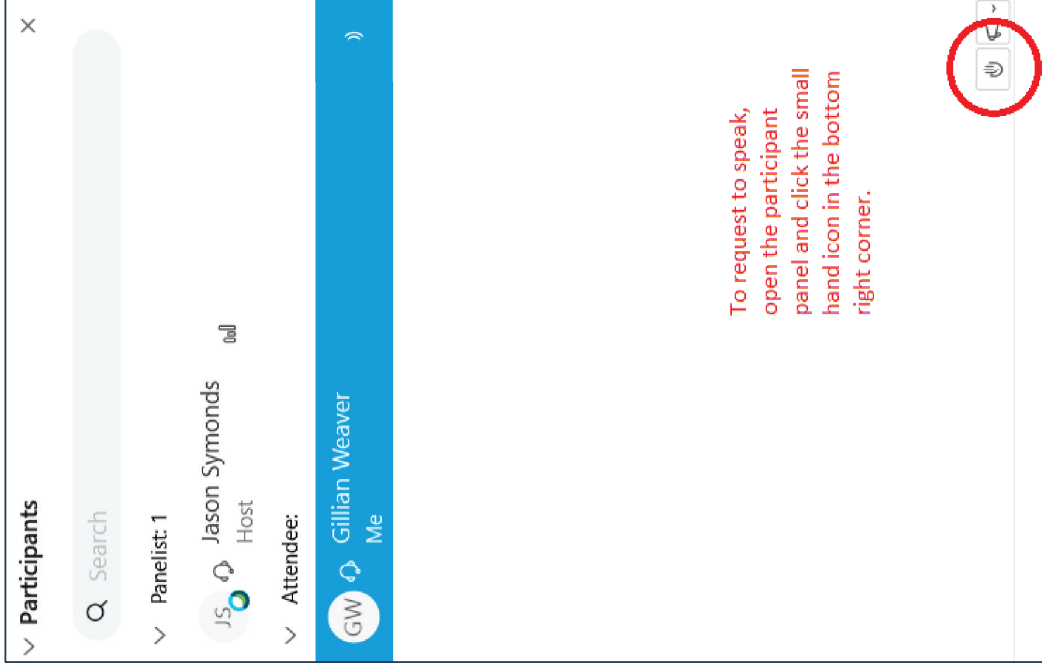 Participants
Search
Panelist: 1
JS
Jason Symonds
Host
Attendee:
GW
Gillian Weaver
Me
To request to speak,
open the participant
panel and click the small
hand icon in the bottom
right corner.